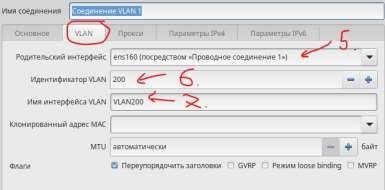 Имя соединения Соединение VLAN 1
Основное VLAN Прокси Параметры IPv4 Параметры IPv6
5.
Родительский интерфейс ens160 (посредством «Проводное соединение 1»)
Идентификатор VLAN 200 6.
Имя интерфейса VLAN VLAN200 7.
Клонированный адрес MAC
MTU автоматически байт
Флаги Переупорядочить заголовки GVRP Режим loose binding MVRP